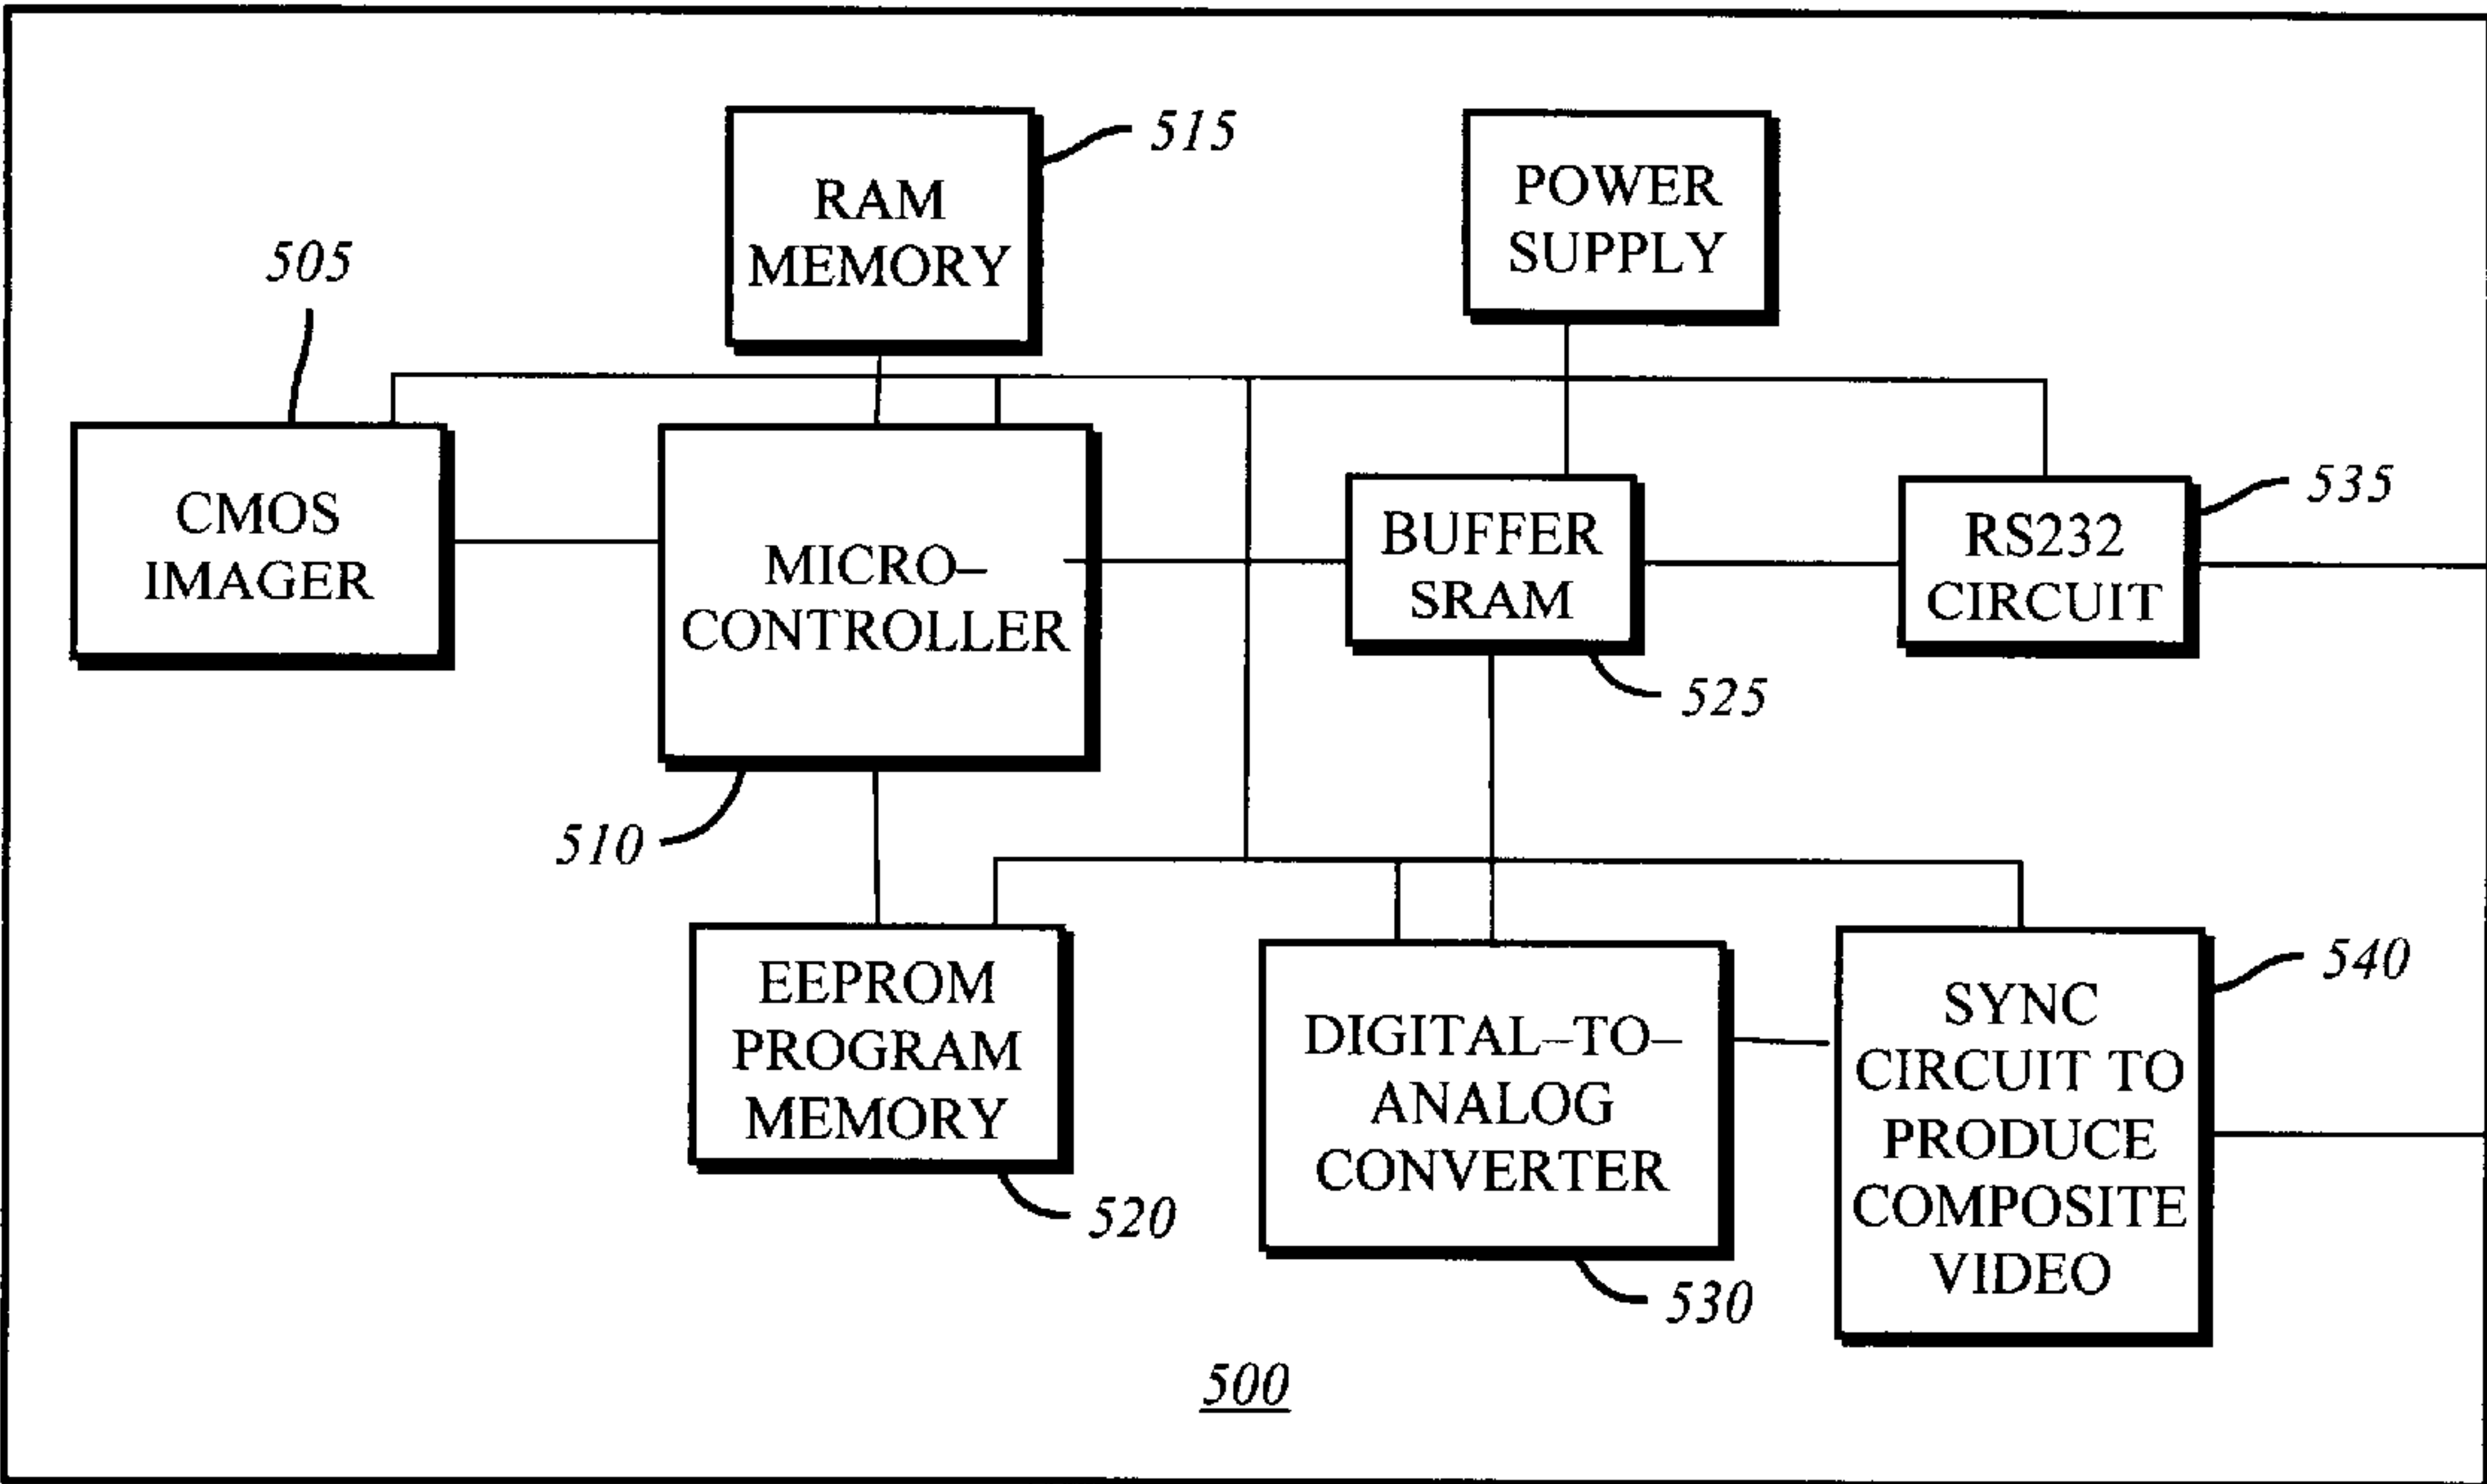 515
RAM
MEMORY
POWER
SUPPLY
505
CMOS
IMAGER
MICRO–
CONTROLLER
510
BUFFER
SRAM
525
RS232
CIRCUIT
535
EEPROM
PROGRAM
MEMORY
520
DIGITAL–TO–
ANALOG
CONVERTER
530
SYNC
CIRCUIT TO
PRODUCE
COMPOSITE
VIDEO
540
500